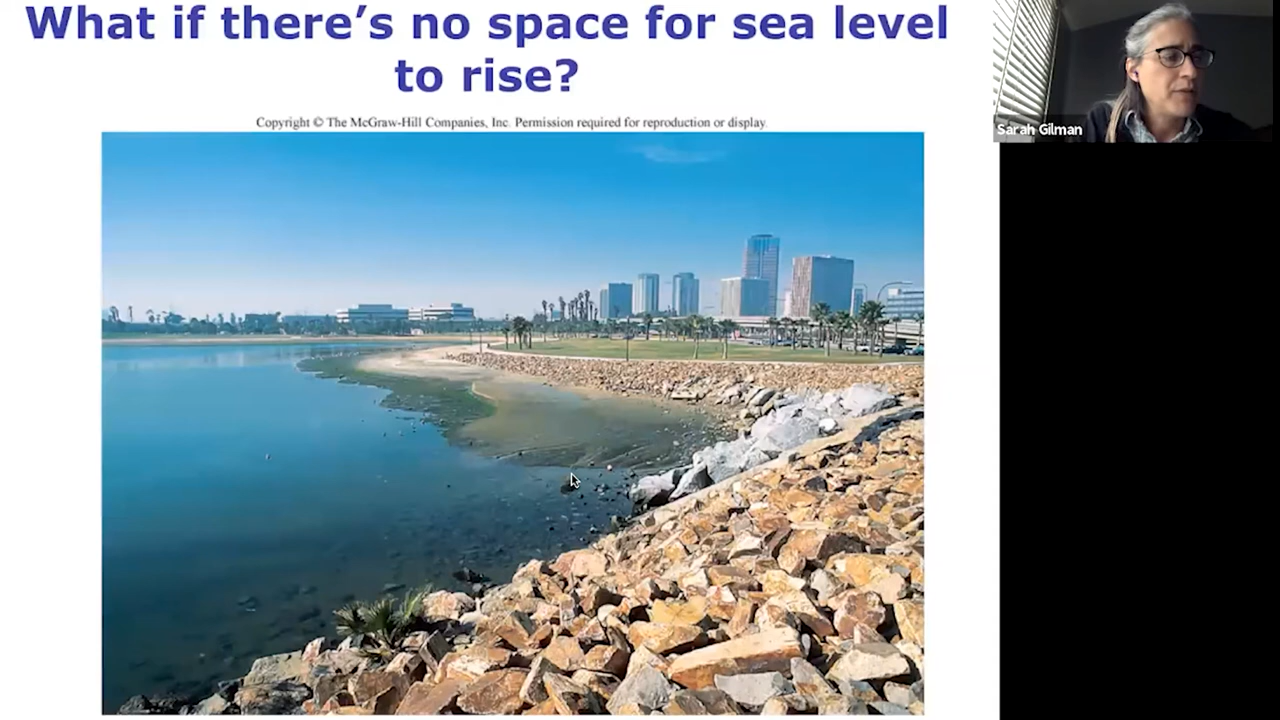 What if there’s no space for sea level
to rise?
Copyright © The McGraw-Hill Companies, Inc. Permission required for reproduction or display.
Sarah Gilman